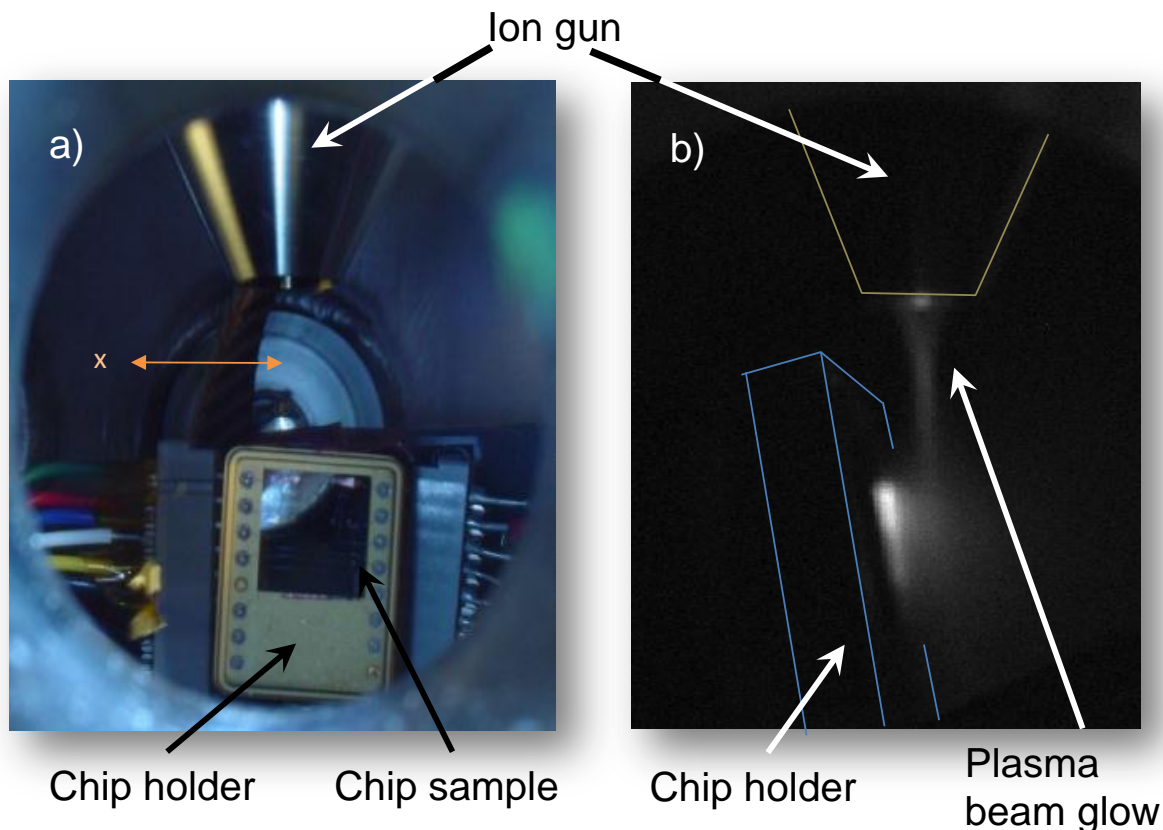 Ion gun
a)
b)
x
Chip holder
Chip sample
Chip holder
Plasma
beam glow